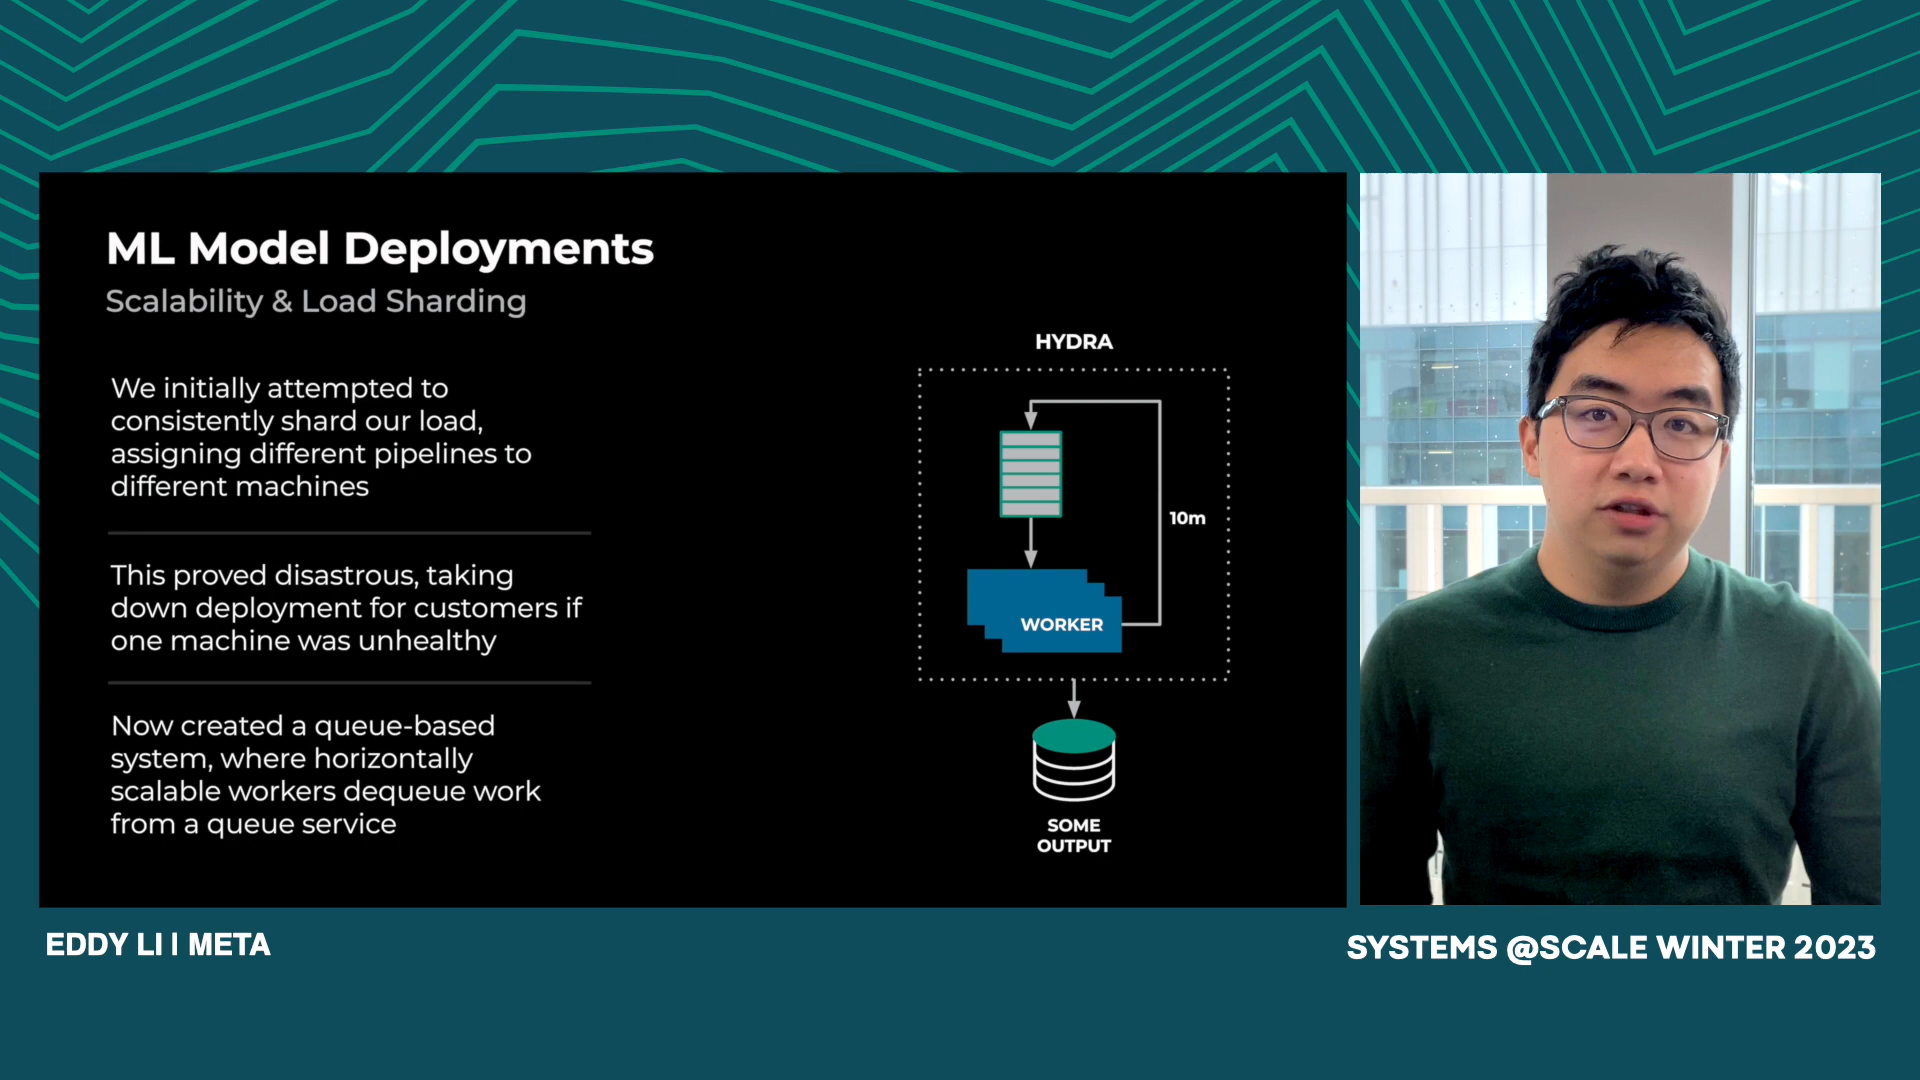 ML Model Deployments
Scalability & Load Sharding
We initially attempted to
consistently shard our load,
assigning different pipelines to
different machines
This proved disastrous, taking
down deployment for customers if
one machine was unhealthy
Now created a queue-based
system, where horizontally
scalable workers dequeue work
from a queue service
HYDRA
10m
WORKER
SOME
OUTPUT
EDDY LI | META
SYSTEMS @SCALE WINTER 2023